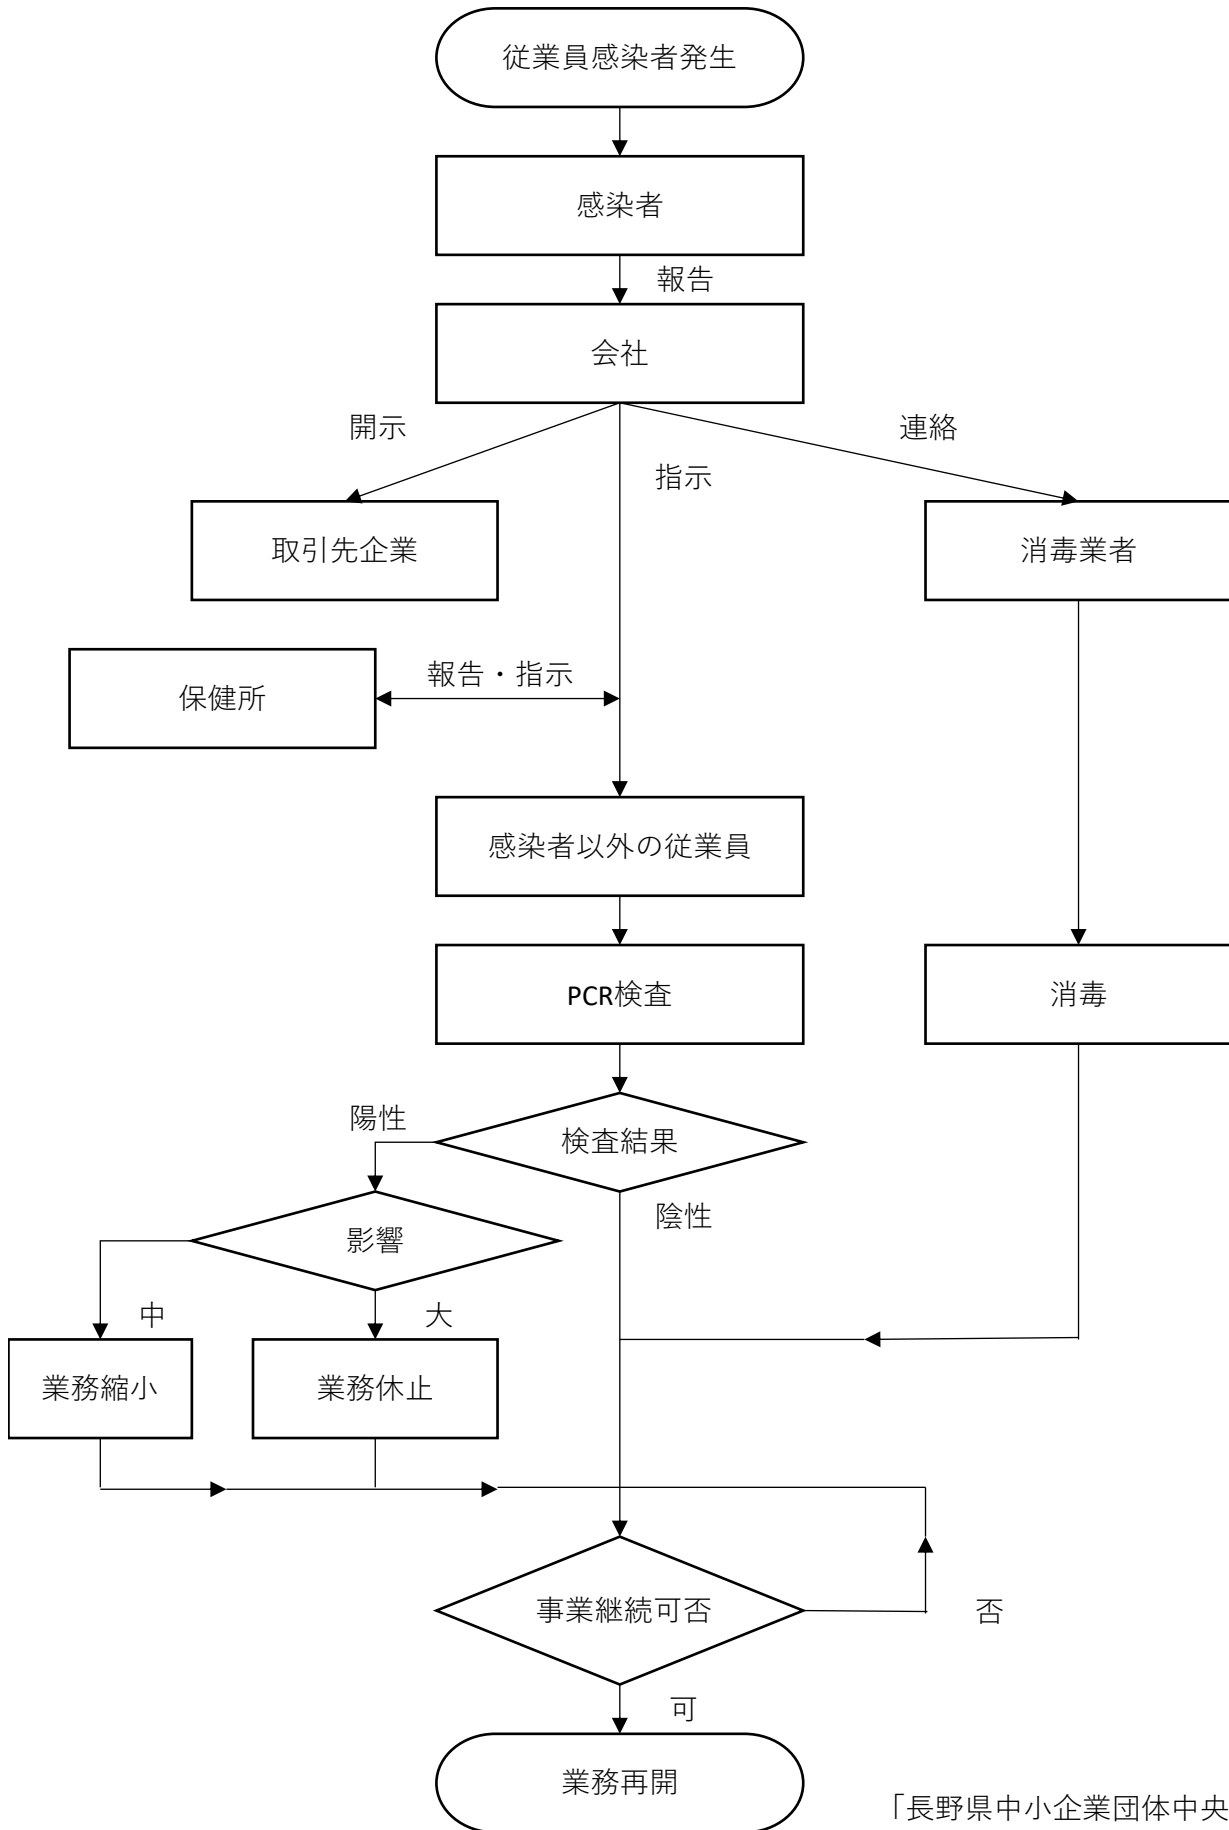 従業員感染者発生
感染者
報告
会社
開示
連絡
指示
取引先企業
消毒業者
報告・指示
保健所
感染者以外の従業員
PCR検査
消毒
陽性
検査結果
陰性
影響
中
大
業務縮小
業務休止
事業継続可否
否
可
業務再開
「長野県中小企業団体中央